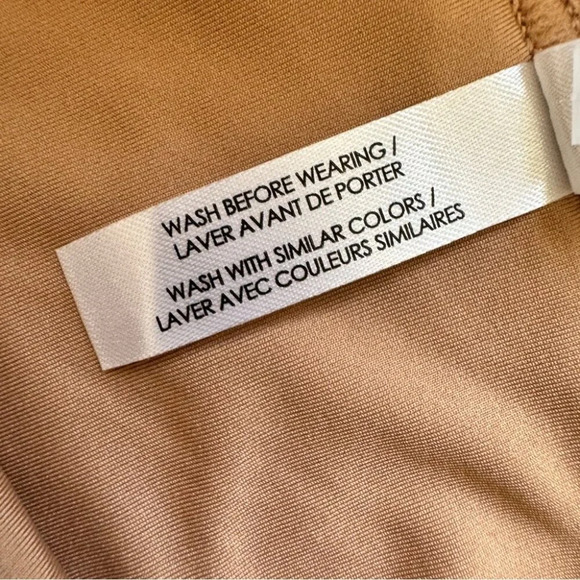 WASH BEFORE WEARING /
LAVER AVANT DE PORTER
WASH WITH SIMILAR COLORS /
LAVER AVEC COULEURS SIMILAIRES